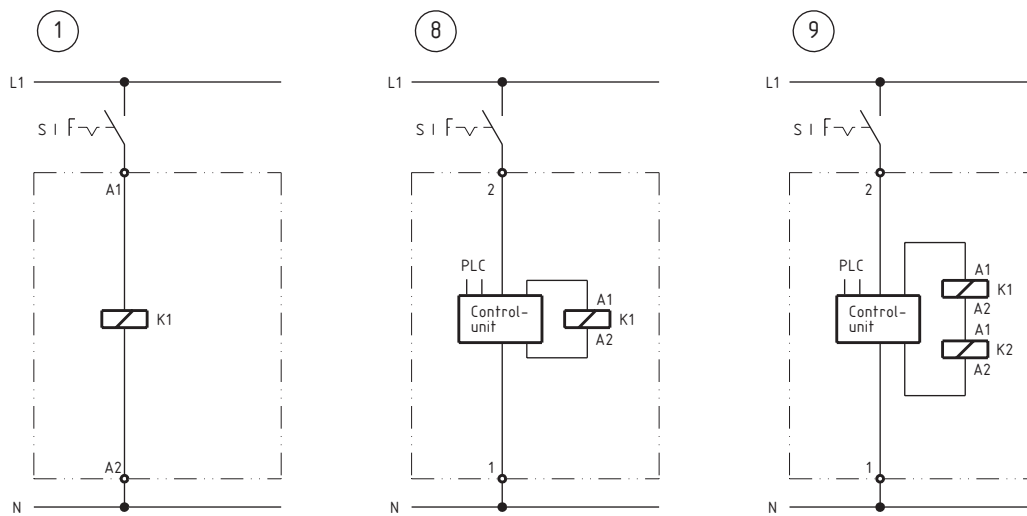 1
L1
S I F
A1
K1
A2
N
8
L1
S I F
2
PLC
Control-
unit
A1
K1
A2
1
N
9
L1
S I F
2
PLC
Control-
unit
A1
K1
A2
A1
K2
A2
1
N